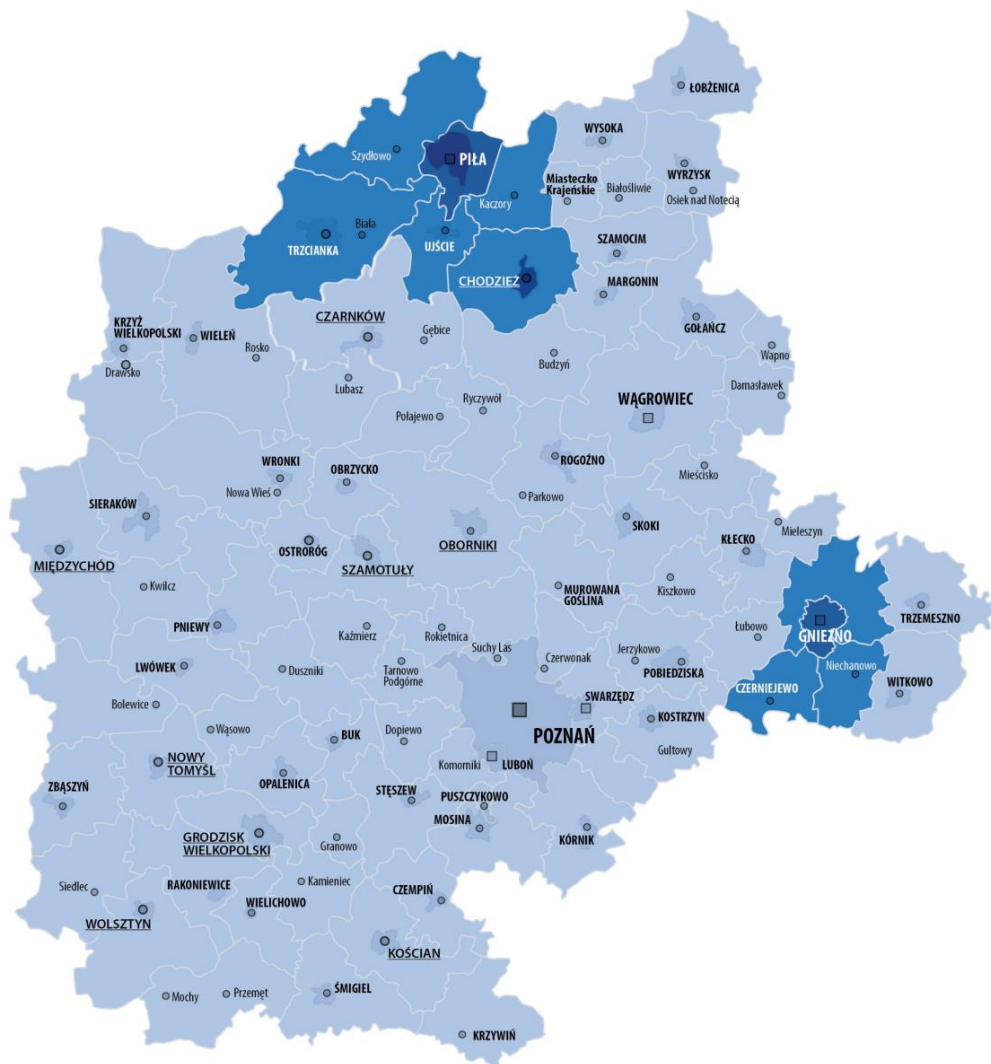 ŁOBŻENICA
WYSOKA
Szydłowo
PIŁA
WYRZYSK
Miasteczko
Krajeńskie
Białośliwie
Osiek nad Notecią
Kaczory
Biała
TRZCIANKA
UJŚCIE
SZAMOCIM
CHODZIEŻ
MARGONIN
CZARNKÓW
GOŁAŃCZ
KRZYŻ
WIELKOPOLSKI
WIELEŃ
Rosko
Gębice
Budzyń
Wapno
Drawsko
Lubasz
Damasławek
Ryczywół
WĄGROWIEC
Połajewo
WRONKI
OBRZYCKO
ROGOŹNO
Mieścisko
Nowa Wieś
Parkowo
SIERAKÓW
SKOKI
Mieleszyn
OSTRORÓG
OBORNIKI
KŁECKO
MIĘDZYCHÓD
SZAMOTUŁY
Kwilcz
MUROWANA
GOŚLINA
Kiszkowo
TRZEMESZNO
PNIEWY
Kaźmierz
Rokietnica
Łubowo
GNIEZNO
Suchy Las
Jerzykowo
LWÓWEK
Duszniki
Tarnowo
Podgórne
Czerwonak
POBIEDZISKA
Niechanowo
CZERNIEJEWO
WITKOWO
Bolewice
SWARZĘDZ
KOSTRZYN
Wąsowo
BUK
Dopiewo
POZNAŃ
Gułtowy
NOWY
TOMYŚL
Komorniki
LUBOŃ
OPALENICA
ZBĄSZYŃ
STĘSZEW
PUSZCZYKOWO
MOSINA
KÓRNIK
GRODZISK
WIELKOPOLSKI
Granowo
Siedlec
RAKONIEWICE
Kamieniec
CZEMPIŃ
WIELICHOWO
WOLSZTYN
KOŚCIAN
Mochy
Przemęt
ŚMIGIEL
KRZYWIŃ